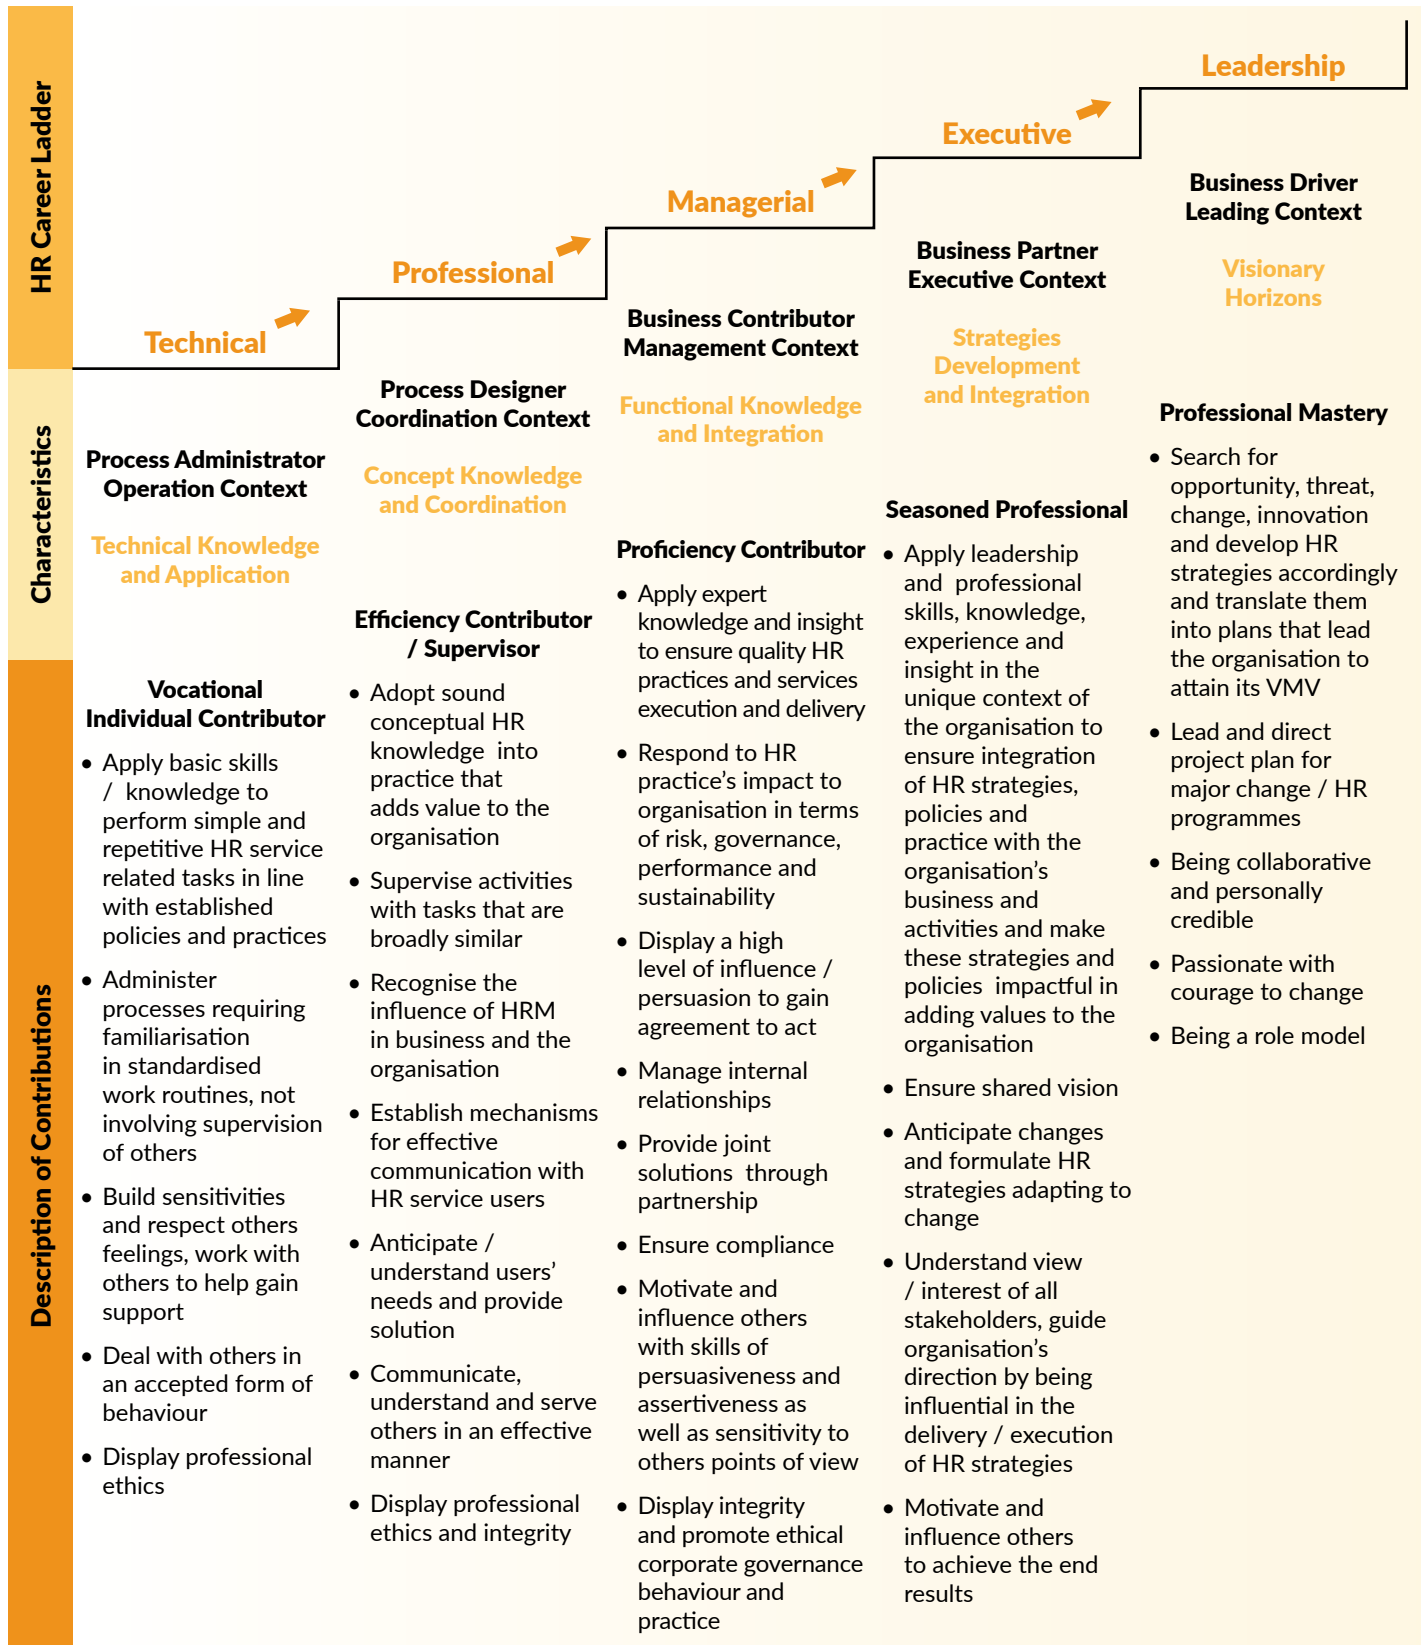 HR Career Ladder
Characteristics
Description of Contributions
Technical
Process Administrator
Operation Context
Technical Knowledge
and Application
Vocational
Individual Contributor
• Apply basic skills
/ knowledge to
perform simple and
repetitive HR service
related tasks in line
with established
policies and practices
• Administer
processes requiring
familiarisation
in standardised
work routines, not
involving supervision
of others
• Build sensitivities
and respect others
feelings, work with
others to help gain
support
• Deal with others in
an accepted form of
behaviour
• Display professional
ethics
Professional
Process Designer
Coordination Context
Concept Knowledge
and Coordination
Efficiency Contributor
/ Supervisor
• Adopt sound
conceptual HR
knowledge into
practice that
adds value to the
organisation
• Supervise activities
with tasks that are
broadly similar
• Recognise the
influence of HRM
in business and the
organisation
• Establish mechanisms
for effective
communication with
HR service users
• Anticipate /
understand users’
needs and provide
solution
• Communicate,
understand and serve
others in an effective
manner
• Display professional
ethics and integrity
Managerial
Business Contributor
Management Context
Functional Knowledge
and Integration
Proficiency Contributor
• Apply expert
knowledge and insight
to ensure quality HR
practices and services
execution and delivery
• Respond to HR
practice’s impact to
organisation in terms
of risk, governance,
performance and
sustainability
• Display a high
level of influence /
persuasion to gain
agreement to act
• Manage internal
relationships
• Provide joint
solutions through
partnership
• Ensure compliance
• Motivate and
influence others
with skills of
persuasiveness and
assertiveness as
well as sensitivity to
others points of view
• Display integrity
and promote ethical
corporate governance
behaviour and
practice
Executive
Business Partner
Executive Context
Strategies
Development
and Integration
Seasoned Professional
• Apply leadership
and professional
skills, knowledge,
experience and
insight in the
unique context of
the organisation to
ensure integration
of HR strategies,
policies and
practice with the
organisation’s
business and
activities and make
these strategies and
policies impactful in
adding values to the
organisation
• Ensure shared vision
• Anticipate changes
and formulate HR
strategies adapting to
change
• Understand view
/ interest of all
stakeholders, guide
organisation’s
direction by being
influential in the
delivery / execution
of HR strategies
• Motivate and
influence others
to achieve the end
results
Leadership
Business Driver
Leading Context
Visionary
Horizons
Professional Mastery
• Search for
opportunity, threat,
change, innovation
and develop HR
strategies accordingly
and translate them
into plans that lead
the organisation to
attain its VMV
• Lead and direct
project plan for
major change / HR
programmes
• Being collaborative
and personally
credible
• Passionate with
courage to change
• Being a role model